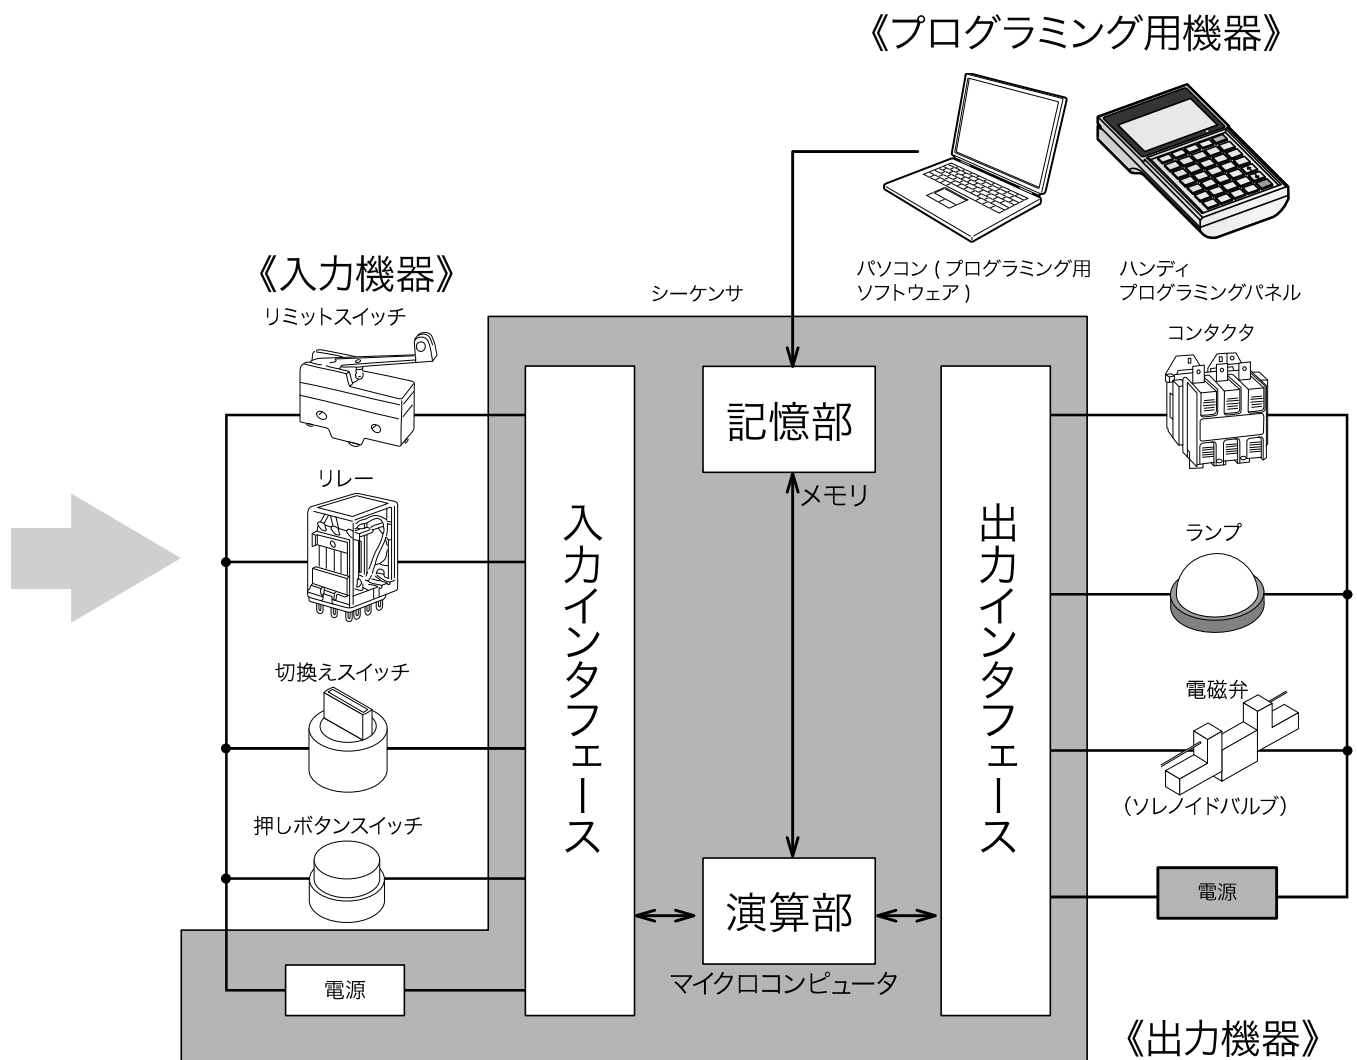 《プログラミング用機器》
パソコン(プログラミング用
ソフトウェア)
ハンディ
プログラミングパネル
《入力機器》
リミットスイッチ
リレー
切換えスイッチ
押しボタンスイッチ
電源
シーケンサ
入力インタフェース
記憶部
メモリ
演算部
マイクロコンピュータ
出力インタフェース
コンタクタ
ランプ
電磁弁
(ソレノイドバルブ)
電源
《出力機器》